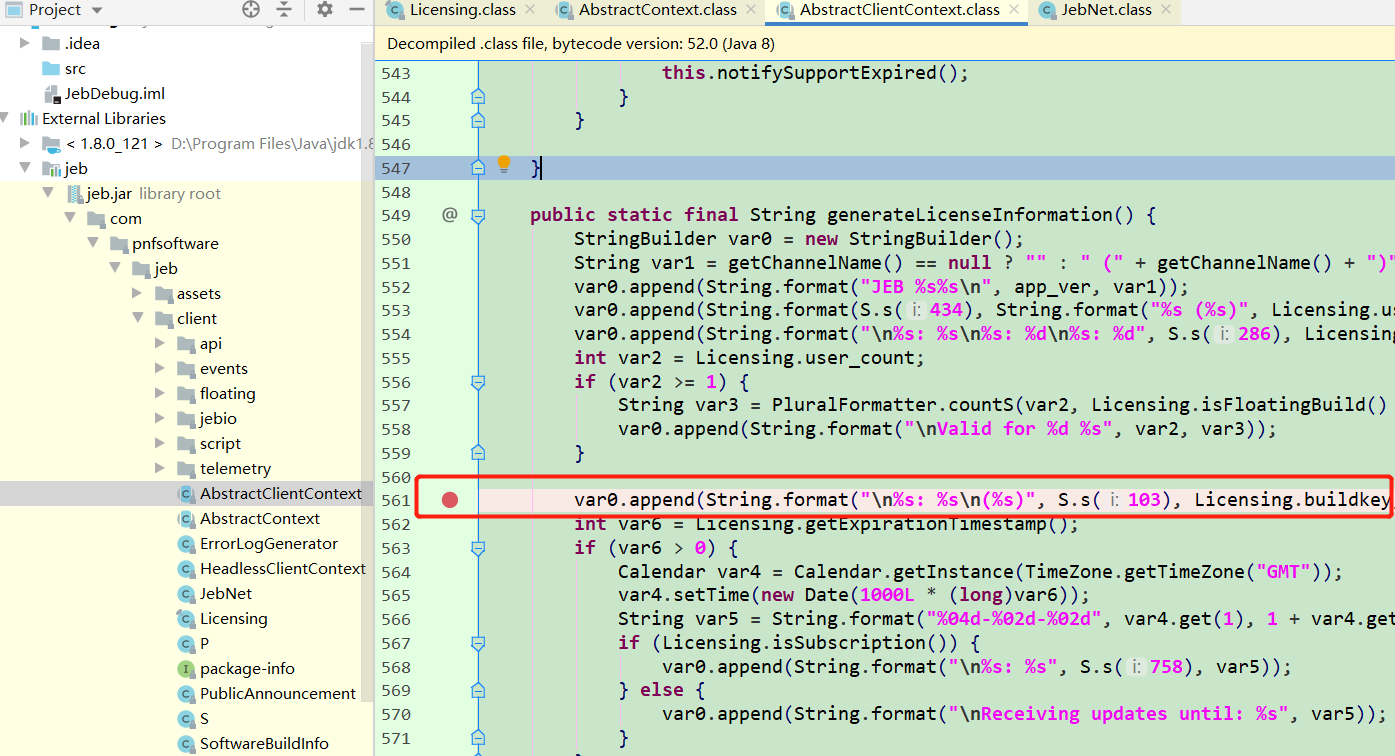 Project
.idea
src
JebDebug.iml
External Libraries
< 1.8.0_121 > D:\Program Files\Java\jdk1.8
jeb
jeb.jar library root
com
pnfsoftware
jeb
assets
client
api
events
floating
jebio
script
telemetry
AbstractClientContext
AbstractContext
ErrorLogGenerator
HeadlessClientContext
JebNet
Licensing
P
package-info
PublicAnnouncement
S
SoftwareBuildInfo
Licensing.class
AbstractContext.class
AbstractClientContext.class
JebNet.class
Decompiled .class file, bytecode version: 52.0 (Java 8)
543 this.notifySupportExpired();
544 }
545 }
546
547 }
548
549 @ public static final String generateLicenseInformation() {
550 StringBuilder var0 = new StringBuilder();
551 String var1 = getChannelName() == null ? "" : " (" + getChannelName() + ")"
552 var0.append(String.format("JEB %s%s\n", app_ver, var1));
553 var0.append(String.format(S.s( i: 434), String.format("%s (%s)", Licensing.us
554 var0.append(String.format("\n%s: %s\n%s: %d\n%s: %d", S.s( i: 286), Licensing
555 int var2 = Licensing.user_count;
556 if (var2 >= 1) {
557 String var3 = PluralFormatter.countS(var2, Licensing.isFloatingBuild()
558 var0.append(String.format("\nValid for %d %s", var2, var3));
559 }
560
561 var0.append(String.format("\n%s: %s\n(%s)", S.s( i: 103), Licensing.buildkey
562 int var6 = Licensing.getExpirationTimestamp();
563 if (var6 > 0) {
564 Calendar var4 = Calendar.getInstance(TimeZone.getTimeZone("GMT"));
565 var4.setTime(new Date(1000L * (long)var6));
566 String var5 = String.format("%04d-%02d-%02d", var4.get(1), 1 + var4.get
567 if (Licensing.isSubscription()) {
568 var0.append(String.format("\n%s: %s", S.s( i: 758), var5));
569 } else {
570 var0.append(String.format("\nReceiving updates until: %s", var5));
571 }